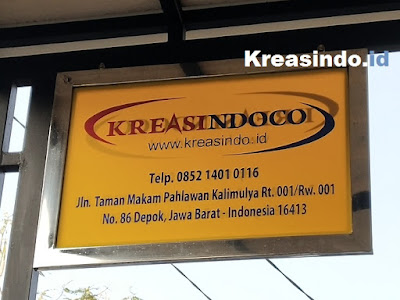 Kreasindo.id
KREASINDOCO
www.kreasindo.id
Telp. 0852 1401 0116
Jln. Taman Makam Pahlawan Kalimulya Rt. 001/Rw. 001
No. 86 Depok, Jawa Barat - Indonesia 16413